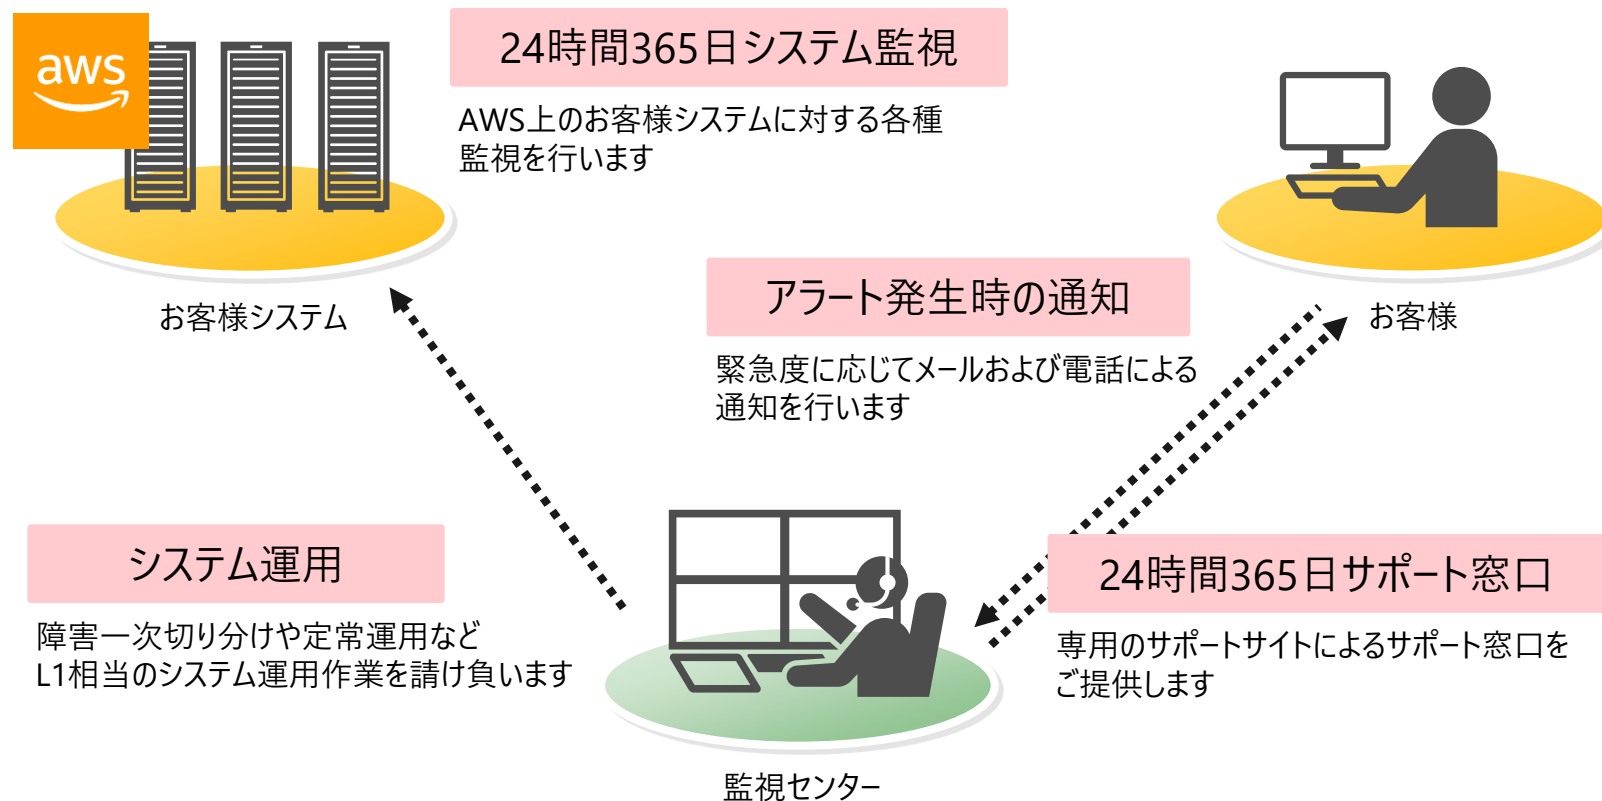 aws
24時間365日システム監視
AWS上のお客様システムに対する各種
監視を行います
お客様システム
お客様
アラート発生時の通知
緊急度に応じてメールおよび電話による
通知を行います
システム運用
障害一次切り分けや定常運用など
L1相当のシステム運用作業を請け負います
24時間365日サポート窓口
専用のサポートサイトによるサポート窓口を
ご提供します
監視センター